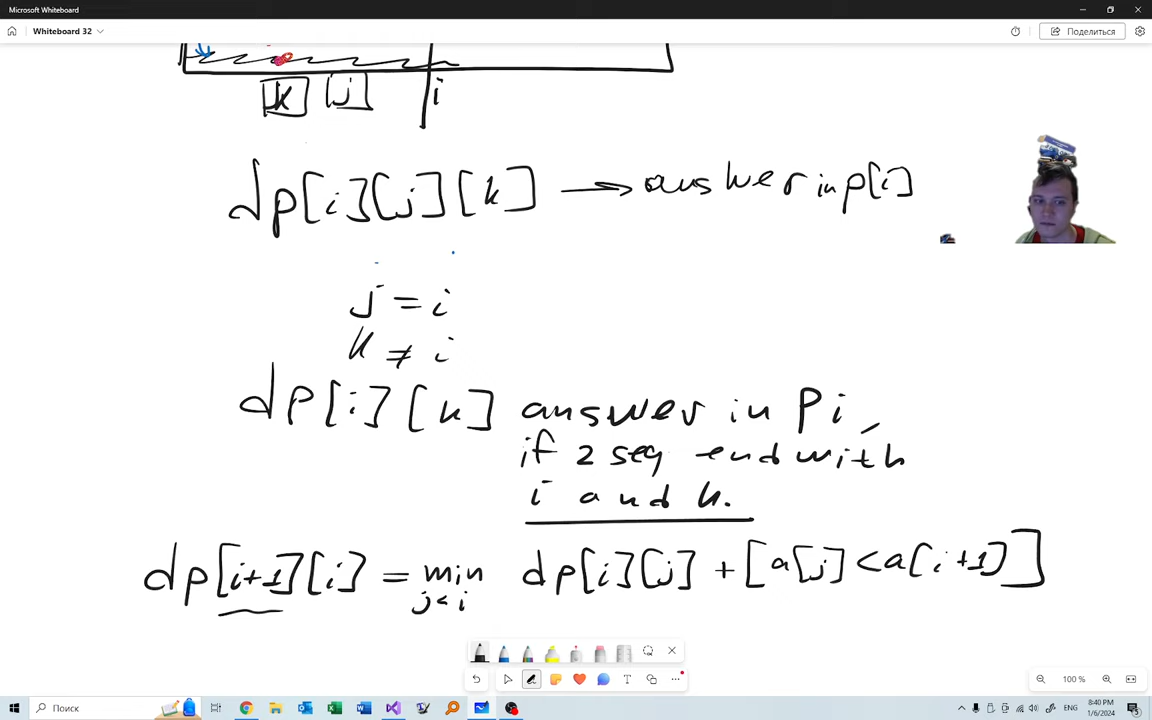 Microsoft Whiteboard
Whiteboard 32
Поделиться
k j i
dp[i][j][k] → answer in p[i]
j = i
k ≠ i
dp[i][k] answer in Pi,
if 2 seq end with
i and k.
dp[i+1][i] = min dp[i][j] + [a[j] < a[i+1]]
j < i
100 %
Поиск
ENG
8:40 PM
1/6/2024